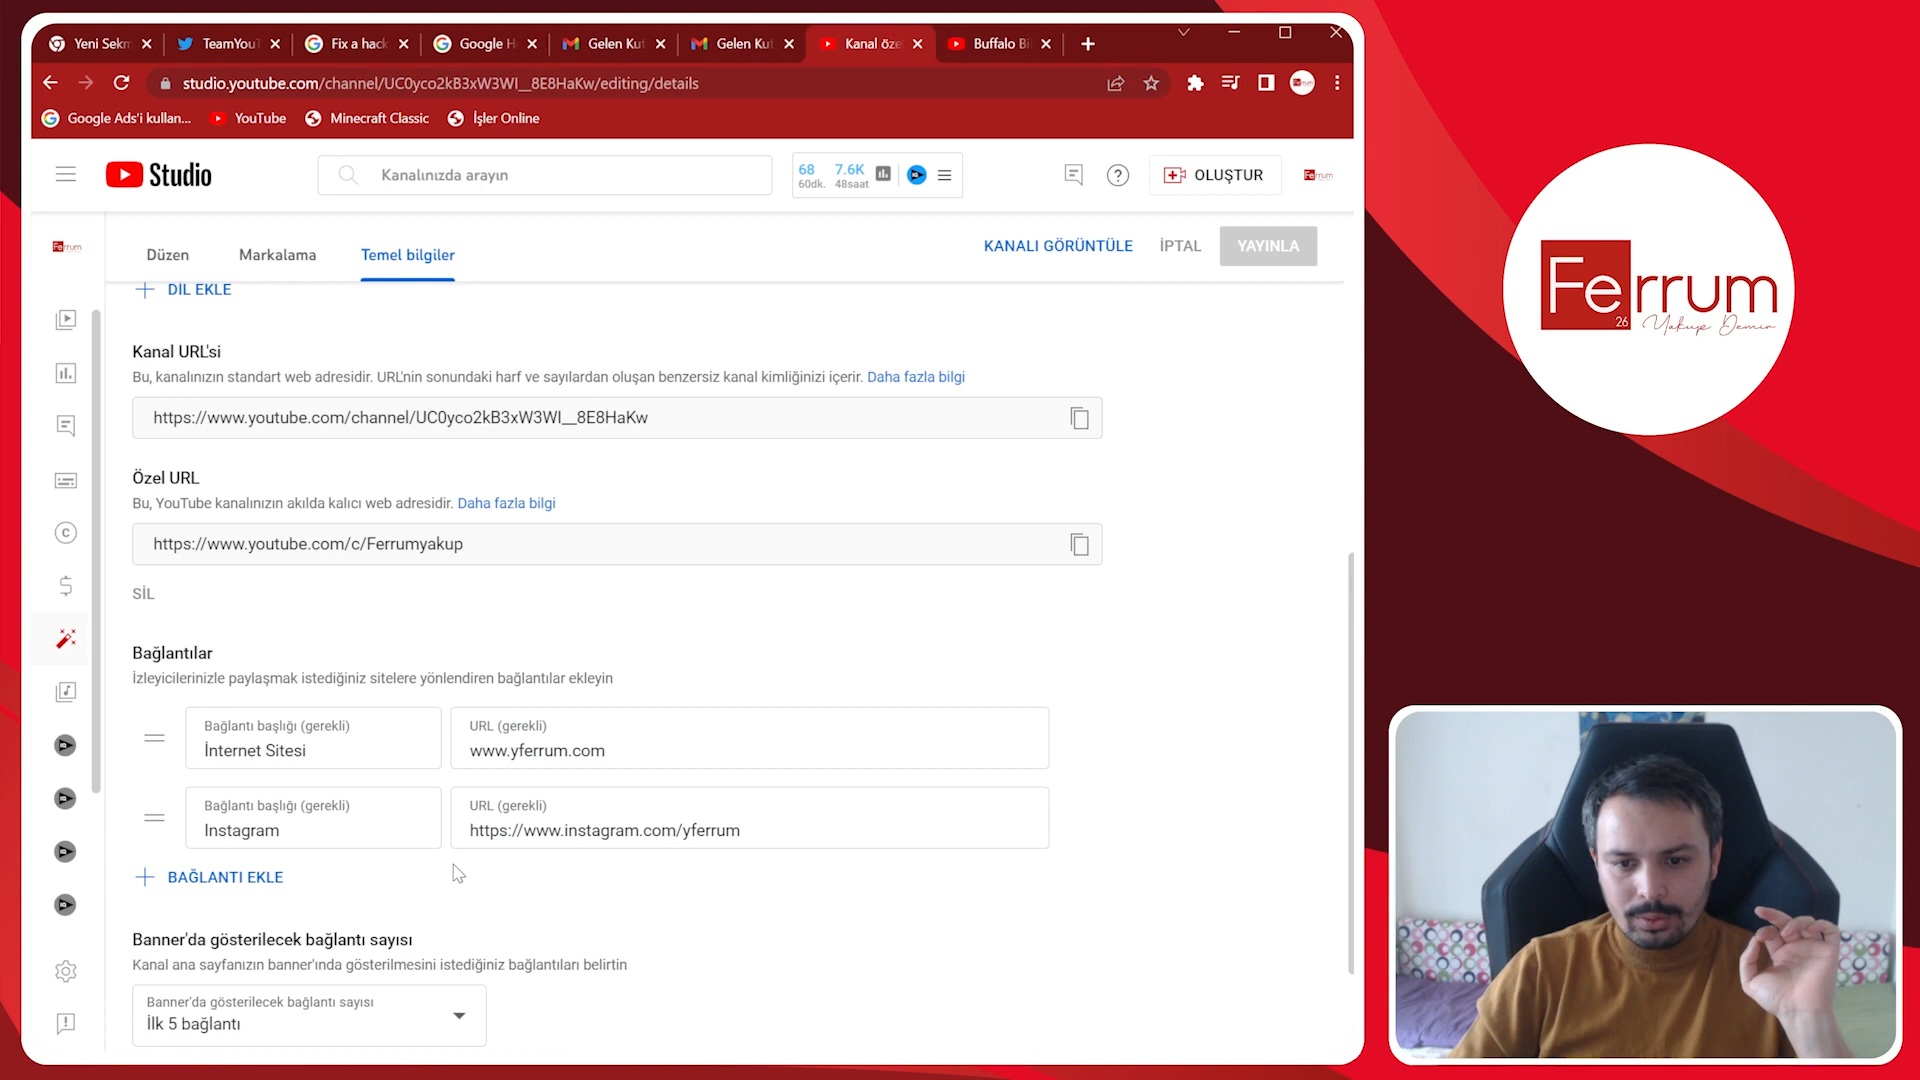 Yeni Sekm
TeamYouT
Fix a hack
Google H
Gelen Kut
Gelen Kut
Kanal öze
Buffalo Bi
studio.youtube.com/channel/UC0yco2kB3xW3WI__8E8HaKw/editing/details
Google Ads'i kullan...
YouTube
Minecraft Classic
İşler Online
Studio
Kanalınızda arayın
68
60dk.
7.6K
48saat
OLUŞTUR
Ferrum
Ferrum
Düzen
Markalama
Temel bilgiler
KANALI GÖRÜNTÜLE
İPTAL
YAYINLA
DİL EKLE
Kanal URL'si
Bu, kanalınızın standart web adresidir. URL'nin sonundaki harf ve sayılardan oluşan benzersiz kanal kimliğinizi içerir. Daha fazla bilgi
https://www.youtube.com/channel/UC0yco2kB3xW3WI__8E8HaKw
Özel URL
Bu, YouTube kanalınızın akılda kalıcı web adresidir. Daha fazla bilgi
https://www.youtube.com/c/Ferrumyakup
SİL
Bağlantılar
İzleyicilerinizle paylaşmak istediğiniz sitelere yönlendiren bağlantılar ekleyin
Bağlantı başlığı (gerekli)
İnternet Sitesi
URL (gerekli)
www.yferrum.com
Bağlantı başlığı (gerekli)
Instagram
URL (gerekli)
https://www.instagram.com/yferrum
BAĞLANTI EKLE
Banner'da gösterilecek bağlantı sayısı
Kanal ana sayfanızın banner'ında gösterilmesini istediğiniz bağlantıları belirtin
Banner'da gösterilecek bağlantı sayısı
İlk 5 bağlantı
Ferrum
26
Yakup Demir